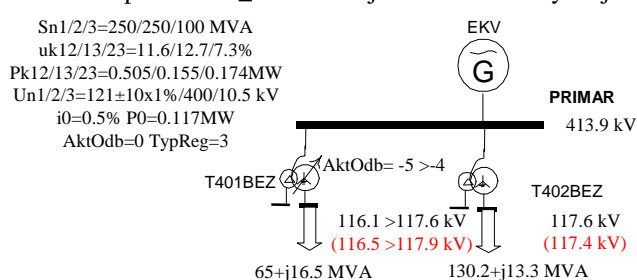 Sn1/2/3=250/250/100 MVA
uk12/13/23=11.6/12.7/7.3%
Pk12/13/23=0.505/0.155/0.174MW
Un1/2/3=121±10x1%/400/10.5 kV
i0=0.5% P0=0.117MW
AktOdb=0 TypReg=3
EKV
G
PRIMAR
413.9 kV
AktOdb= -5 >-4
T401BEZ
T402BEZ
116.1 >117.6 kV
117.6 kV
(116.5 >117.9 kV)
(117.4 kV)
65+j16.5 MVA
130.2+j13.3 MVA